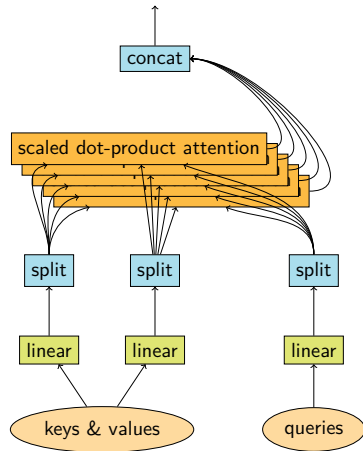 concat
scaled dot-product attention
split
split
split
linear
linear
linear
keys & values
queries